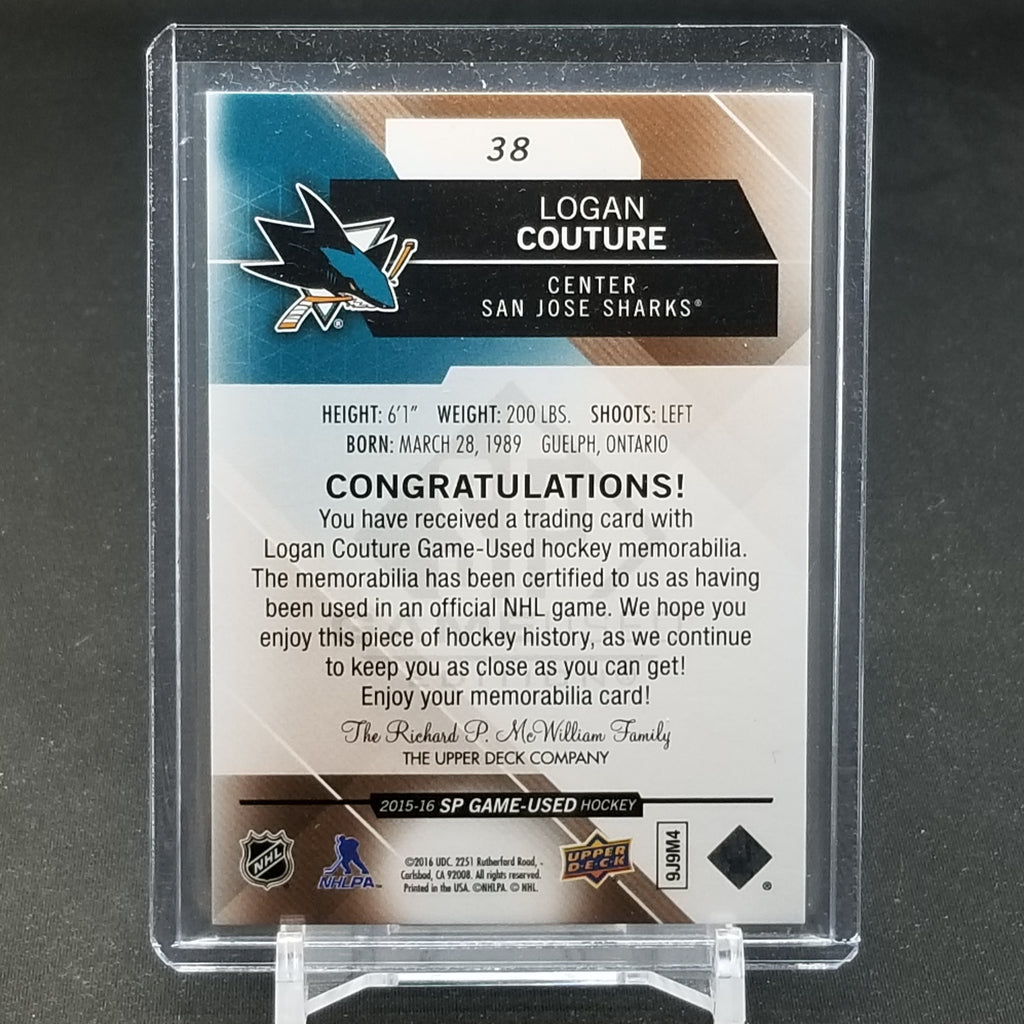 38
LOGAN
COUTURE
CENTER
SAN JOSE SHARKS®
®
HEIGHT: 6'1" WEIGHT: 200 LBS. SHOOTS: LEFT
BORN: MARCH 28, 1989 GUELPH, ONTARIO
CONGRATULATIONS!
You have received a trading card with
Logan Couture Game-Used hockey memorabilia.
The memorabilia has been certified to us as having
been used in an official NHL game. We hope you
enjoy this piece of hockey history, as we continue
to keep you as close as you can get!
Enjoy your memorabilia card!
The Richard P. McWilliam Family
THE UPPER DECK COMPANY
2015-16 SP GAME-USED HOCKEY
NHL
NHLPA
©2016 UDC. 2251 Rutherford Road, -
Carlsbad, CA 92008. All rights reserved.
Printed in the USA. ©NHLPA. © NHL.
UPPER
DECK
9J9M4
®